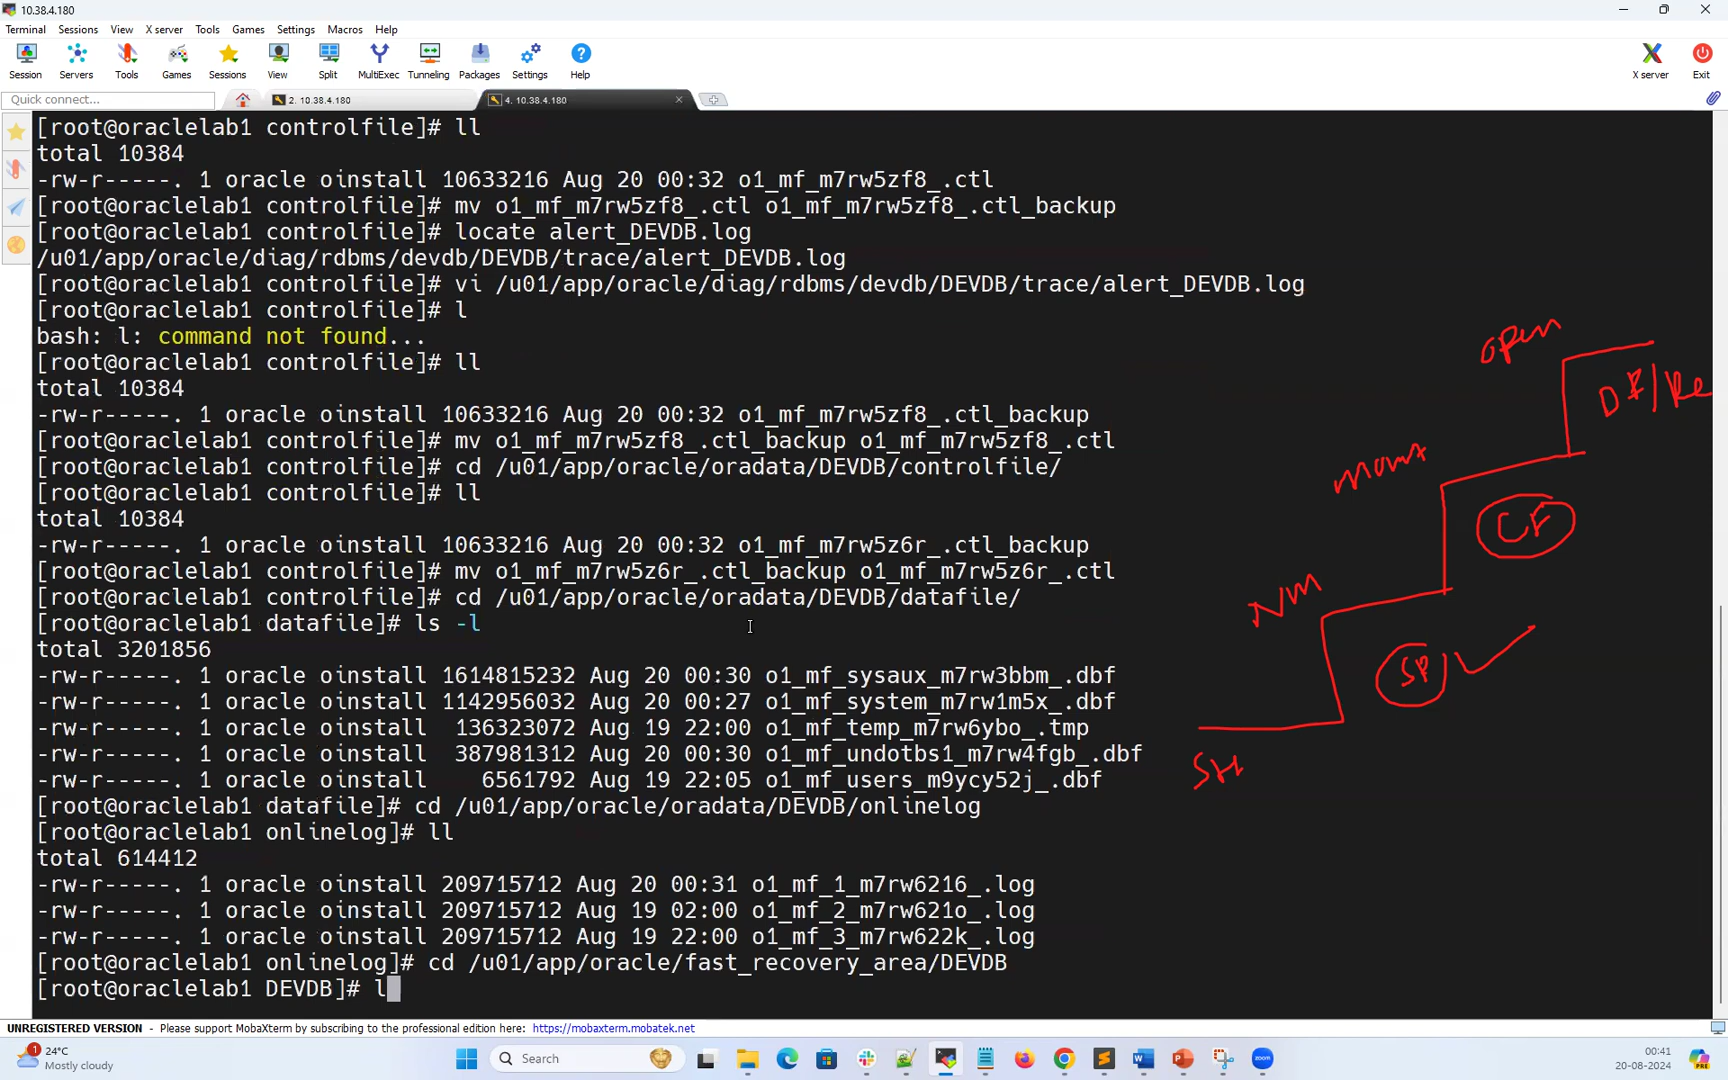 10.38.4.180
Terminal Sessions View X server Tools Games Settings Macros Help
Session Servers Tools Games Sessions View Split MultiExec Tunneling Packages Settings Help X server Exit
Quick connect... 2. 10.38.4.180 4. 10.38.4.180
[root@oraclelab1 controlfile]# ll
total 10384
-rw-r-----. 1 oracle oinstall 10633216 Aug 20 00:32 o1_mf_m7rw5zf8_.ctl
[root@oraclelab1 controlfile]# mv o1_mf_m7rw5zf8_.ctl o1_mf_m7rw5zf8_.ctl_backup
[root@oraclelab1 controlfile]# locate alert_DEVDB.log
/u01/app/oracle/diag/rdbms/devdb/DEVDB/trace/alert_DEVDB.log
[root@oraclelab1 controlfile]# vi /u01/app/oracle/diag/rdbms/devdb/DEVDB/trace/alert_DEVDB.log
[root@oraclelab1 controlfile]# l
bash: l: command not found...
[root@oraclelab1 controlfile]# ll
total 10384
-rw-r-----. 1 oracle oinstall 10633216 Aug 20 00:32 o1_mf_m7rw5zf8_.ctl_backup
[root@oraclelab1 controlfile]# mv o1_mf_m7rw5zf8_.ctl_backup o1_mf_m7rw5zf8_.ctl
[root@oraclelab1 controlfile]# cd /u01/app/oracle/oradata/DEVDB/controlfile/
[root@oraclelab1 controlfile]# ll
total 10384
-rw-r-----. 1 oracle oinstall 10633216 Aug 20 00:32 o1_mf_m7rw5z6r_.ctl_backup
[root@oraclelab1 controlfile]# mv o1_mf_m7rw5z6r_.ctl_backup o1_mf_m7rw5z6r_.ctl
[root@oraclelab1 controlfile]# cd /u01/app/oracle/oradata/DEVDB/datafile/
[root@oraclelab1 datafile]# ls -l
total 3201856
-rw-r-----. 1 oracle oinstall 1614815232 Aug 20 00:30 o1_mf_sysaux_m7rw3bbm_.dbf
-rw-r-----. 1 oracle oinstall 1142956032 Aug 20 00:27 o1_mf_system_m7rw1m5x_.dbf
-rw-r-----. 1 oracle oinstall 136323072 Aug 19 22:00 o1_mf_temp_m7rw6ybo_.tmp
-rw-r-----. 1 oracle oinstall 387981312 Aug 20 00:30 o1_mf_undotbs1_m7rw4fgb_.dbf
-rw-r-----. 1 oracle oinstall 6561792 Aug 19 22:05 o1_mf_users_m9ycy52j_.dbf
[root@oraclelab1 datafile]# cd /u01/app/oracle/oradata/DEVDB/onlinelog
[root@oraclelab1 onlinelog]# ll
total 614412
-rw-r-----. 1 oracle oinstall 209715712 Aug 20 00:31 o1_mf_1_m7rw6216_.log
-rw-r-----. 1 oracle oinstall 209715712 Aug 19 02:00 o1_mf_2_m7rw621o_.log
-rw-r-----. 1 oracle oinstall 209715712 Aug 19 22:00 o1_mf_3_m7rw622k_.log
[root@oraclelab1 onlinelog]# cd /u01/app/oracle/fast_recovery_area/DEVDB
[root@oraclelab1 DEVDB]# l
open
DF/Re
CF
NM
SP
UNREGISTERED VERSION - Please support MobaXterm by subscribing to the professional edition here: https://mobaxterm.mobatek.net
1 24°C
Mostly cloudy
Search
00:41
20-08-2024
PRE